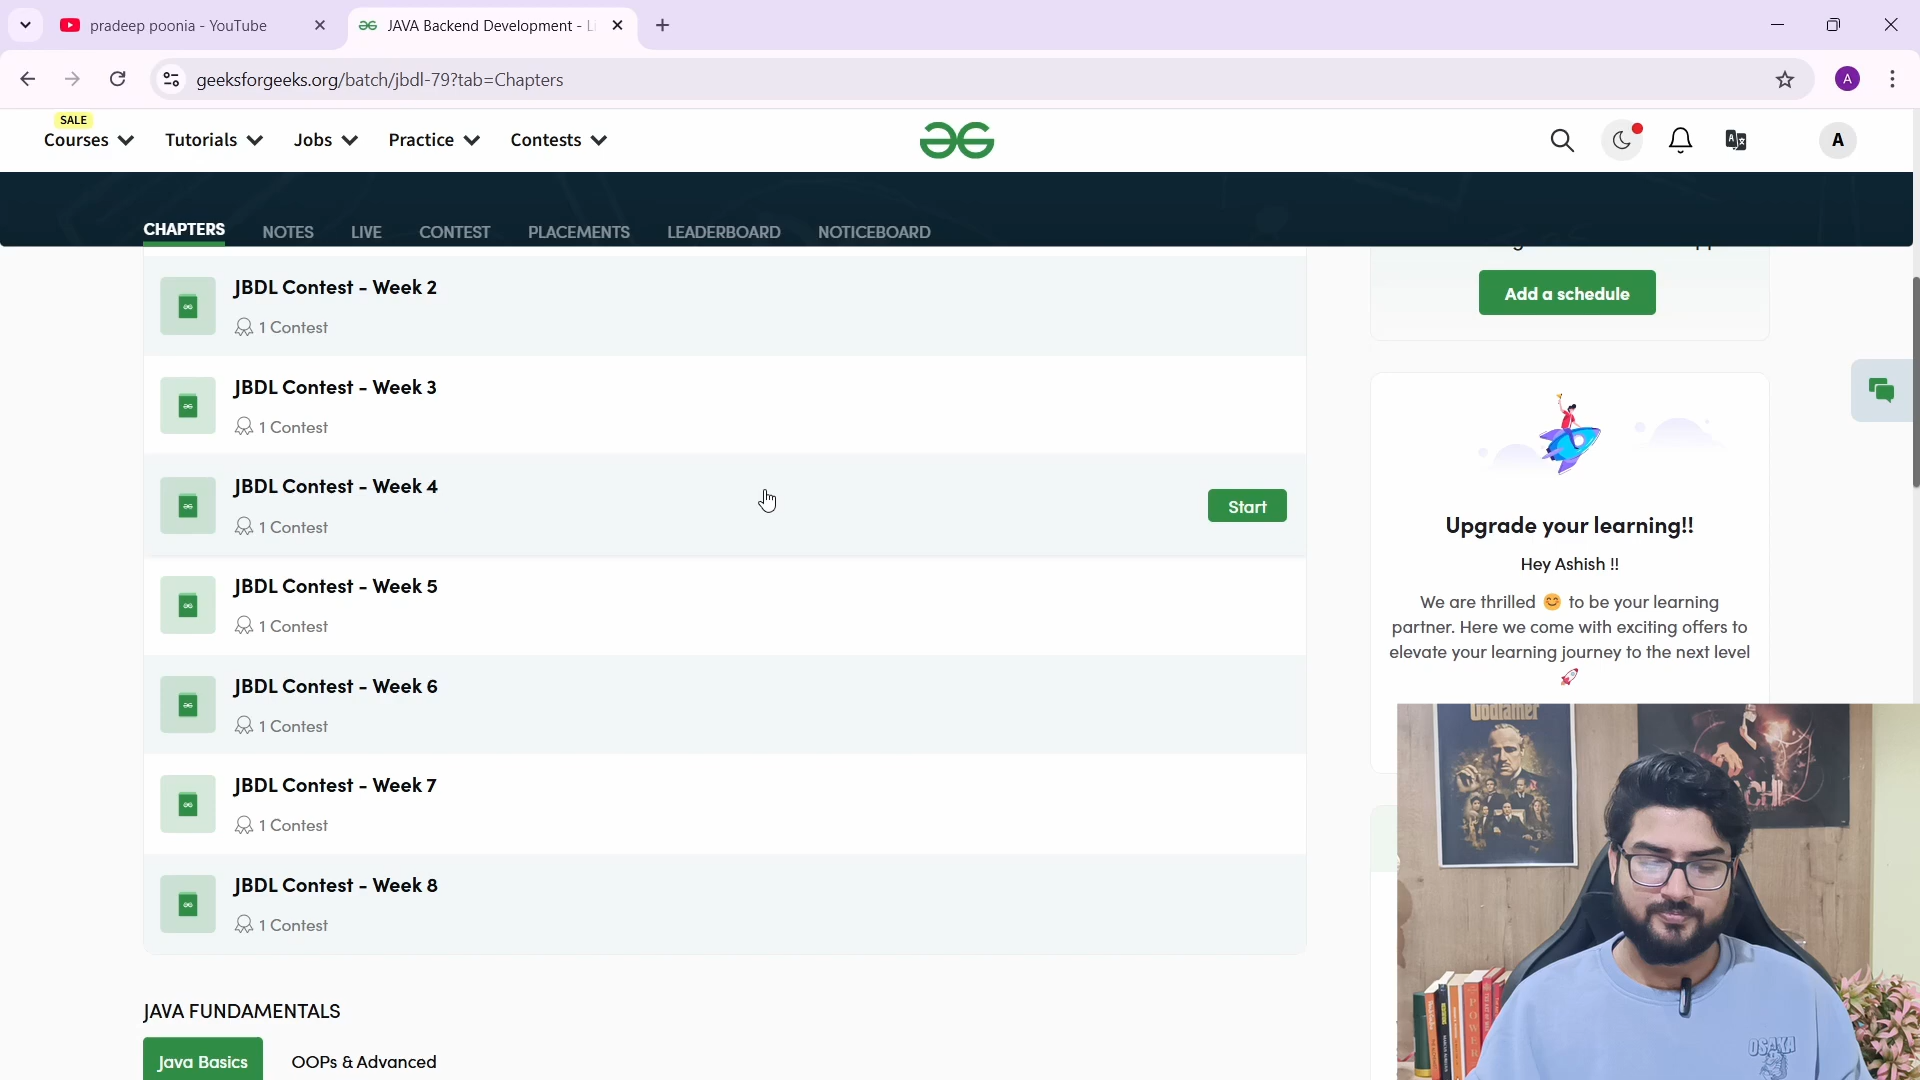 pradeep poonia - YouTube
JAVA Backend Development - Li
geeksforgeeks.org/batch/jbdl-79?tab=Chapters
A
SALE
Courses
Tutorials
Jobs
Practice
Contests
A
CHAPTERS
NOTES
LIVE
CONTEST
PLACEMENTS
LEADERBOARD
NOTICEBOARD
JBDL Contest - Week 2
1 Contest
JBDL Contest - Week 3
1 Contest
JBDL Contest - Week 4
1 Contest
Start
JBDL Contest - Week 5
1 Contest
JBDL Contest - Week 6
1 Contest
JBDL Contest - Week 7
1 Contest
JBDL Contest - Week 8
1 Contest
JAVA FUNDAMENTALS
Java Basics
OOPs & Advanced
Add a schedule
Upgrade your learning!!
Hey Ashish !!
We are thrilled 😊 to be your learning
partner. Here we come with exciting offers to
elevate your learning journey to the next level
🚀
Godfather
OSAKA